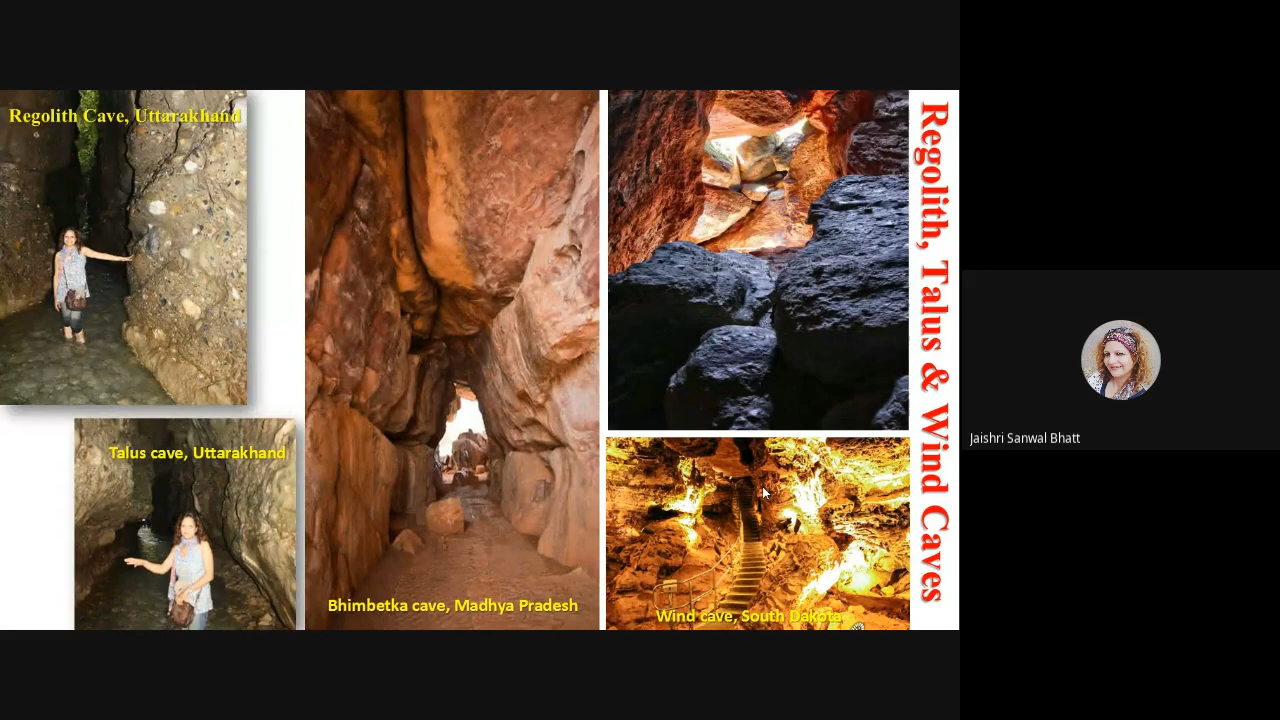 Regolith Cave, Uttarakhand
Talus cave, Uttarakhand
Bhimbetka cave, Madhya Pradesh
Wind cave, South Dakota
Regolith, Talus & Wind Caves
Jaishri Sanwal Bhatt